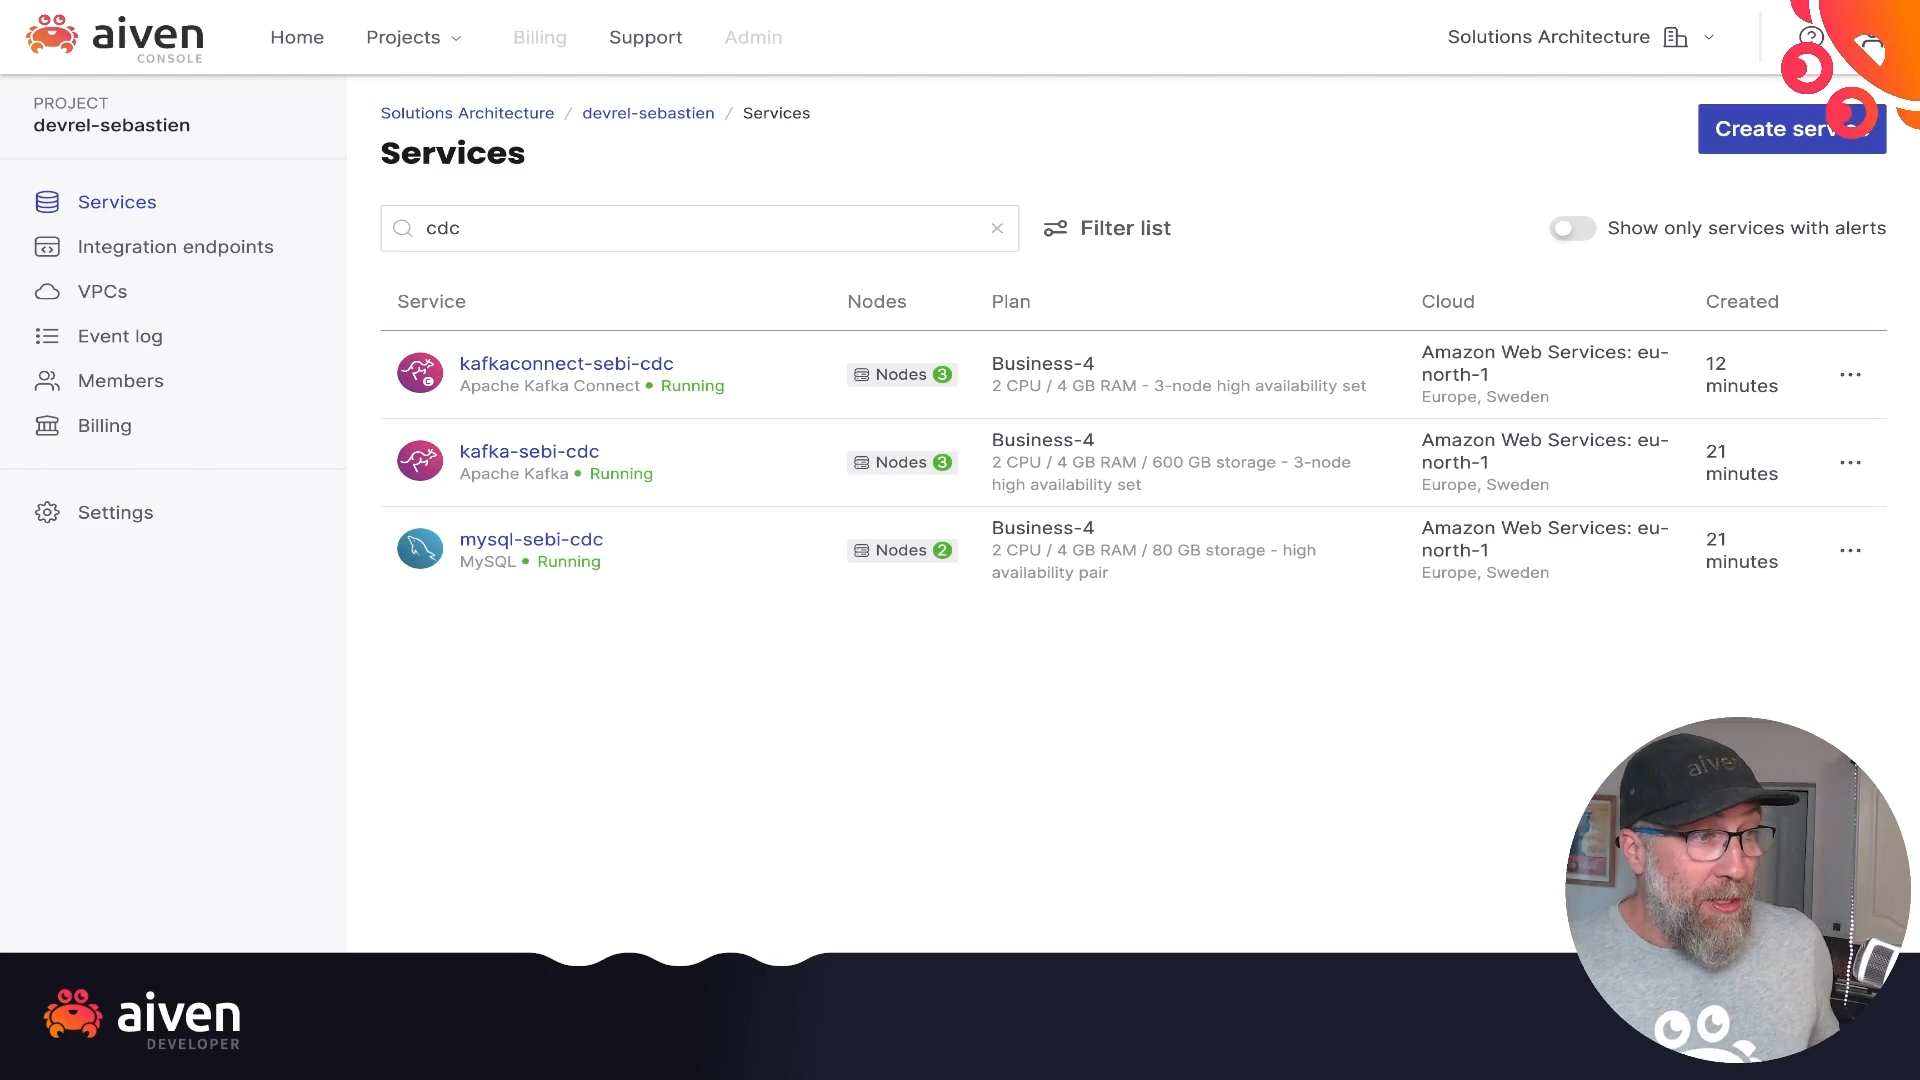 aiven
CONSOLE
Home
Projects
Billing
Support
Admin
Solutions Architecture
PROJECT
devrel-sebastien
Services
Integration endpoints
VPCs
Event log
Members
Billing
Settings
Solutions Architecture / devrel-sebastien / Services
Services
cdc
Filter list
Show only services with alerts
Service
Nodes
Plan
Cloud
Created
kafkaconnect-sebi-cdc
Apache Kafka Connect • Running
Nodes 3
Business-4
2 CPU / 4 GB RAM - 3-node high availability set
Amazon Web Services: eu-
north-1
Europe, Sweden
12
minutes
kafka-sebi-cdc
Apache Kafka • Running
Nodes 3
Business-4
2 CPU / 4 GB RAM / 600 GB storage - 3-node
high availability set
Amazon Web Services: eu-
north-1
Europe, Sweden
21
minutes
mysql-sebi-cdc
MySQL • Running
Nodes 2
Business-4
2 CPU / 4 GB RAM / 80 GB storage - high
availability pair
Amazon Web Services: eu-
north-1
Europe, Sweden
21
minutes
Create
aiven
aiven
DEVELOPER